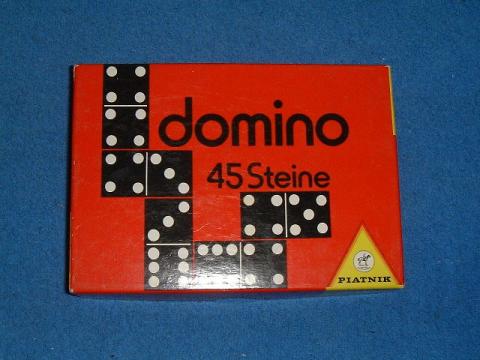 domino
45 Steine
PIATNIK